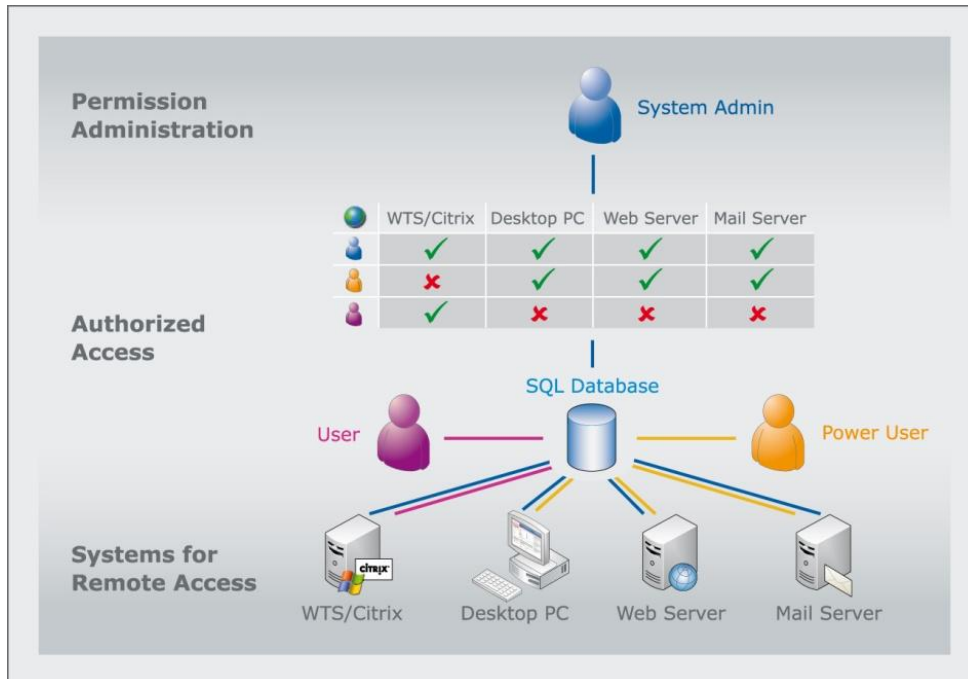 Permission
Administration
System Admin
WTS/Citrix Desktop PC Web Server Mail Server
Authorized
Access
SQL Database
User
Power User
Systems for
Remote Access
CITRIX
WTS/Citrix Desktop PC Web Server Mail Server